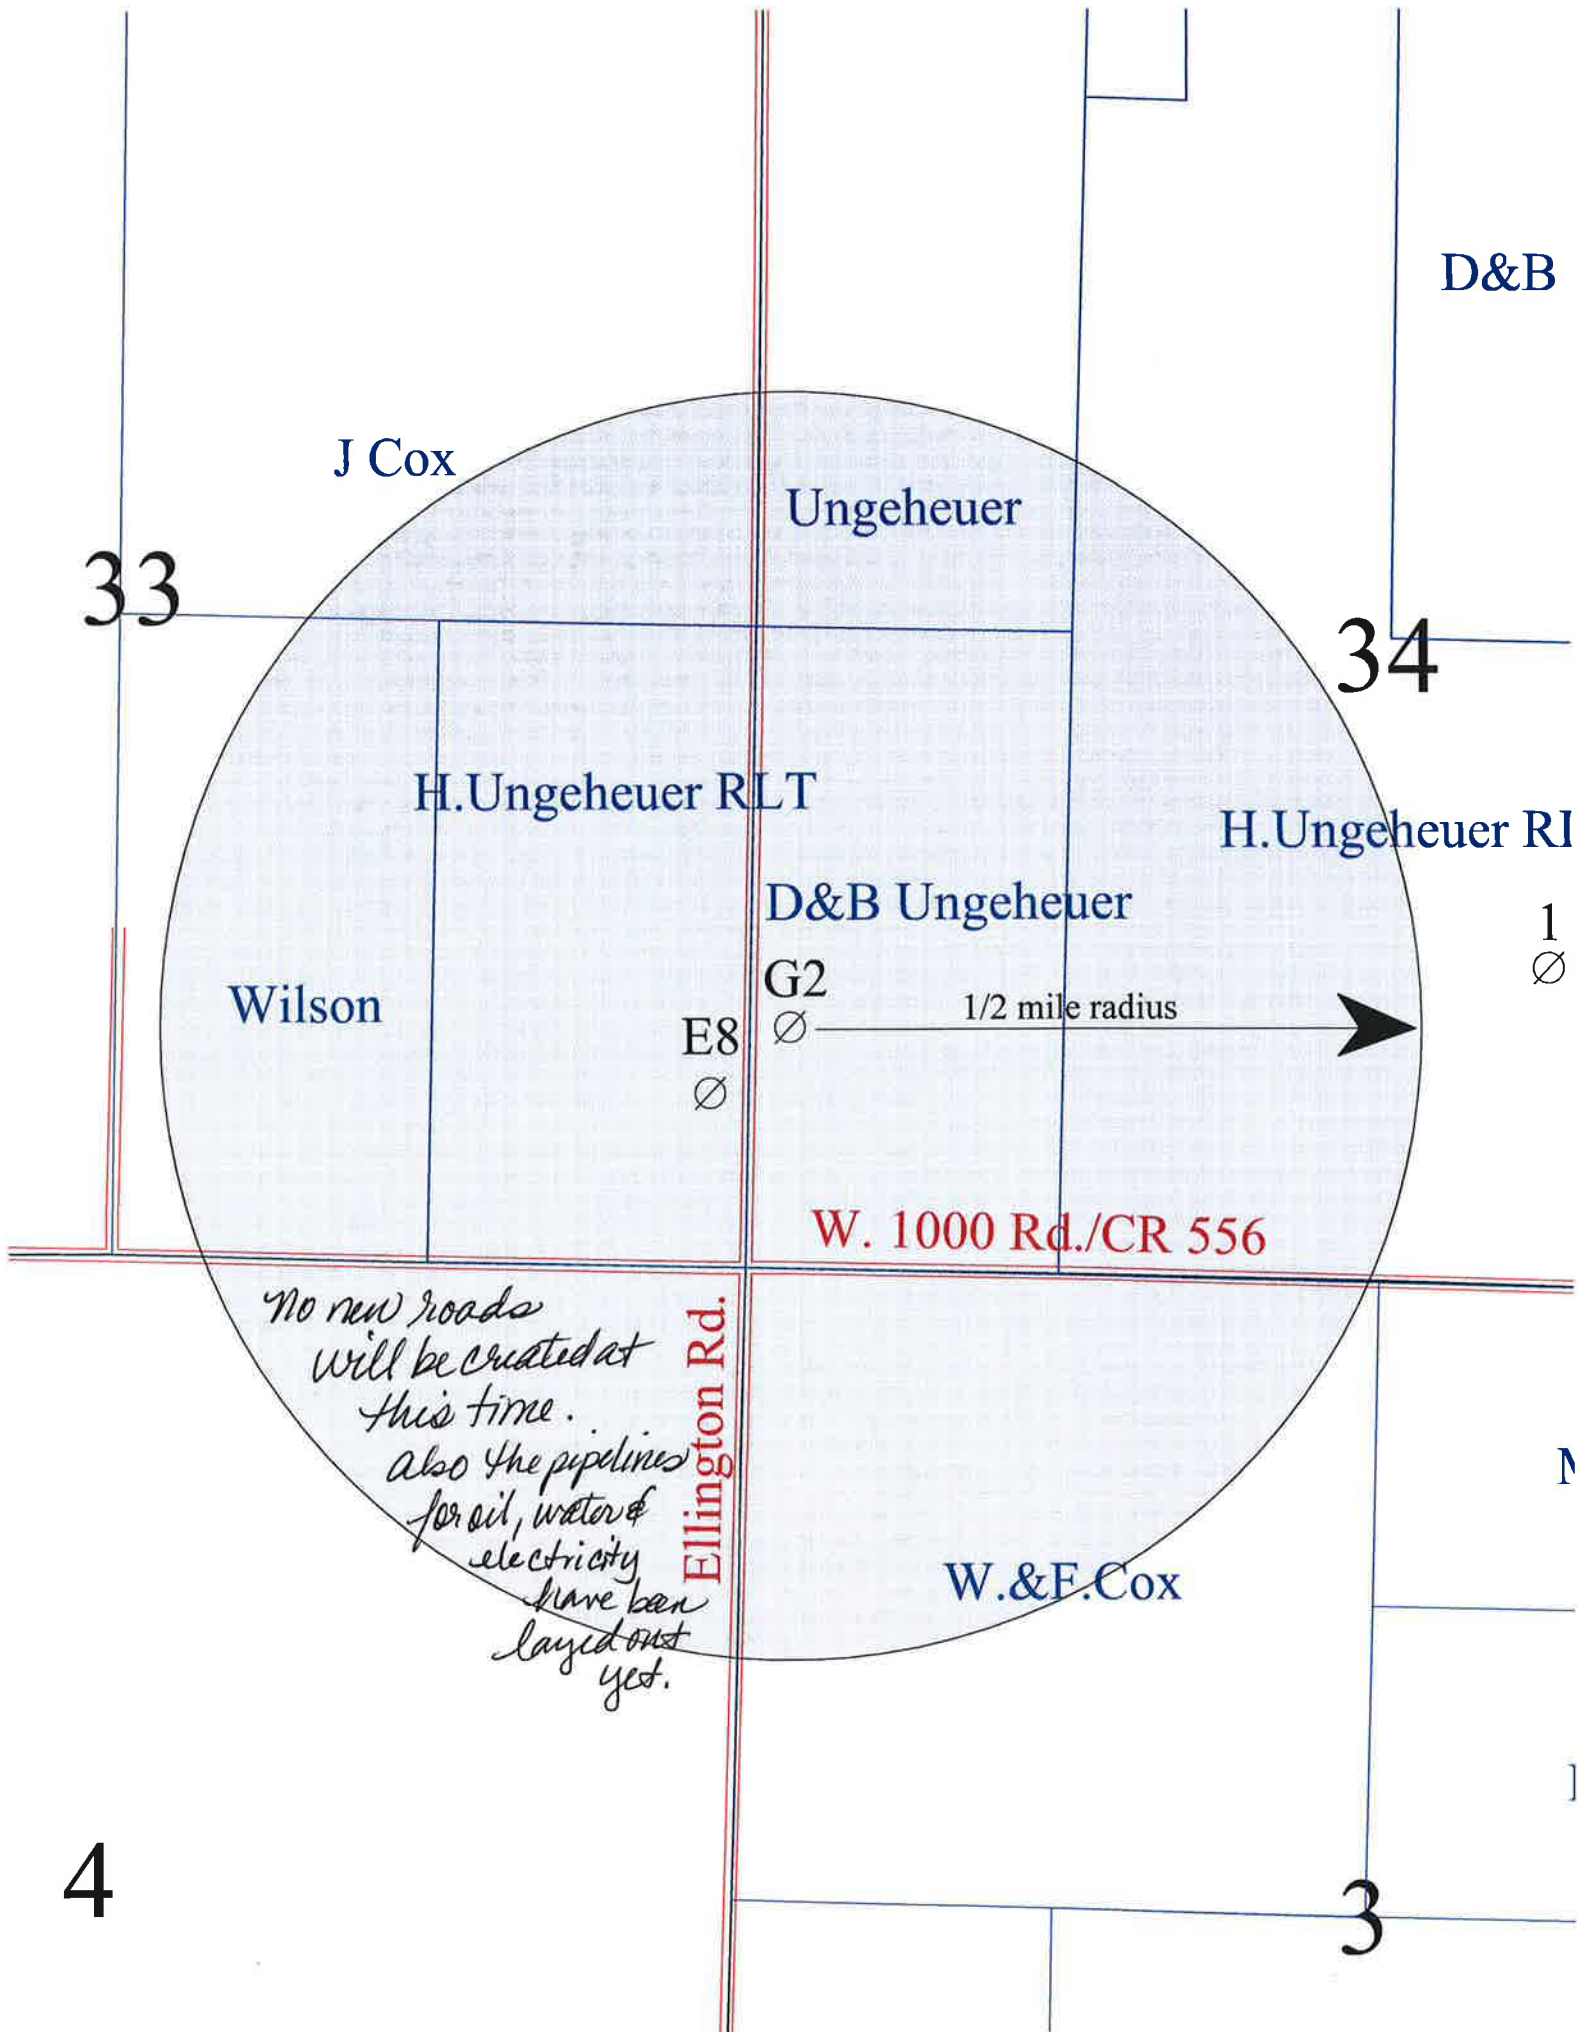 D&B
J Cox
Ungeheuer
33
34
H.Ungeheuer RLT
H.Ungeheuer
D&B Ungeheuer
1
G2
Wilson
1/2 mile radius
E8
W. 1000 Rd./CR 556
No new roads
will be created at
this time.
also the pipelines
for oil, water &
electricity
have been
layed out
yet.
Ellington Rd.
W.&F.Cox
4
3